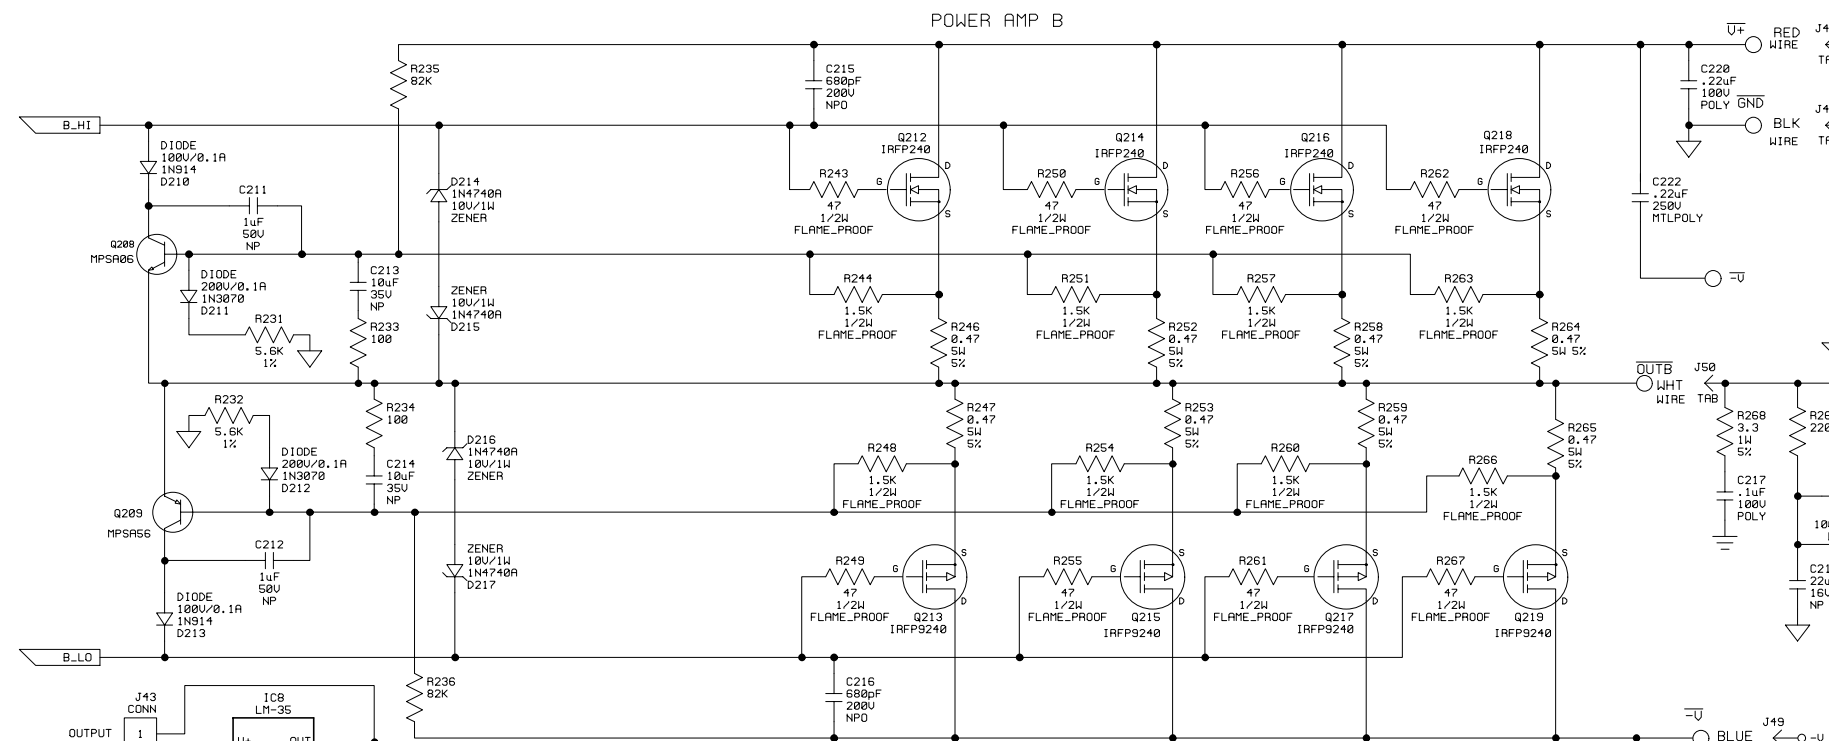 POWER AMP B
V+
RED
WIRE
R235
82K
C215
680pF
200V
NPO
C220
.22uF
100V
POLY
GND
BLK
WIRE
B_HI
DIODE
100V/0.1A
1N914
D210
C211
1uF
50V
NP
D214
1N4740A
10V/1W
ZENER
Q212
IRFP240
R243
47
1/2W
FLAME_PROOF
G
D
S
Q214
IRFP240
R250
47
1/2W
FLAME_PROOF
G
D
S
Q216
IRFP240
R256
47
1/2W
FLAME_PROOF
G
D
S
Q218
IRFP240
R262
47
1/2W
FLAME_PROOF
G
D
S
C222
.22uF
250V
MTLPOLY
-V
Q208
MPSA06
DIODE
200V/0.1A
1N3070
D211
R231
5.6K
1%
C213
10uF
35V
NP
R233
100
ZENER
10V/1W
1N4740A
D215
R244
1.5K
1/2W
FLAME_PROOF
R246
0.47
5W
5%
R251
1.5K
1/2W
FLAME_PROOF
R252
0.47
5W
5%
R257
1.5K
1/2W
FLAME_PROOF
R258
0.47
5W
5%
R263
1.5K
1/2W
FLAME_PROOF
R264
0.47
5W 5%
OUTB
WHT
WIRE
J50
TAB
R232
5.6K
1%
R234
100
DIODE
200V/0.1A
1N3070
D212
C214
10uF
35V
NP
D216
1N4740A
10V/1W
ZENER
R247
0.47
5W
5%
R248
1.5K
1/2W
FLAME_PROOF
R253
0.47
5W
5%
R254
1.5K
1/2W
FLAME_PROOF
R259
0.47
5W
5%
R260
1.5K
1/2W
FLAME_PROOF
R265
0.47
5W
5%
R266
1.5K
1/2W
FLAME_PROOF
R268
3.3
1W
5%
C217
.1uF
100V
POLY
Q209
MPSA56
C212
1uF
50V
NP
DIODE
100V/0.1A
1N914
D213
ZENER
10V/1W
1N4740A
D217
R249
47
1/2W
FLAME_PROOF
G
S
D
Q213
IRFP9240
R255
47
1/2W
FLAME_PROOF
G
S
D
Q215
IRFP9240
R261
47
1/2W
FLAME_PROOF
G
S
D
Q217
IRFP9240
R267
47
1/2W
FLAME_PROOF
G
S
D
Q219
IRFP9240
16V
NP
B_LO
R236
82K
C216
680pF
200V
NPO
J43
CONN
OUTPUT
1
IC8
LM-35
V+
OUT
-V
BLUE
J49
-V